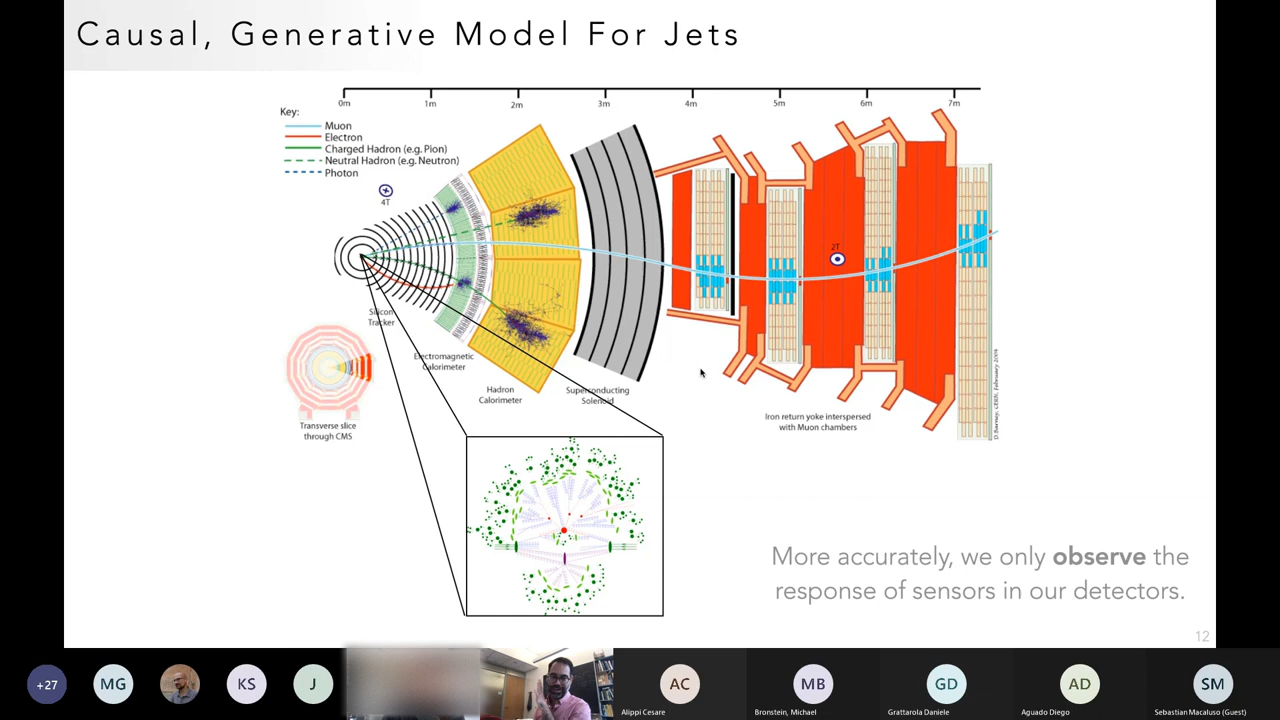 Causal, Generative Model For Jets
0m 1m 2m 3m 4m 5m 6m 7m
Key:
Muon
Electron
Charged Hadron (e.g. Pion)
Neutral Hadron (e.g. Neutron)
Photon
4T
2T
Silicon
Tracker
Electromagnetic
Calorimeter
Hadron
Calorimeter
Superconducting
Solenoid
Iron return yoke interspersed
with Muon chambers
Transverse slice
through CMS
D. Barney, CERN, February 2004
More accurately, we only observe the
response of sensors in our detectors.
12
+27 MG KS J AC MB GD AD SM
Alippi Cesare Bronstein, Michael Grattarola Daniele Aguado Diego Sebastian Macaluso (Guest)